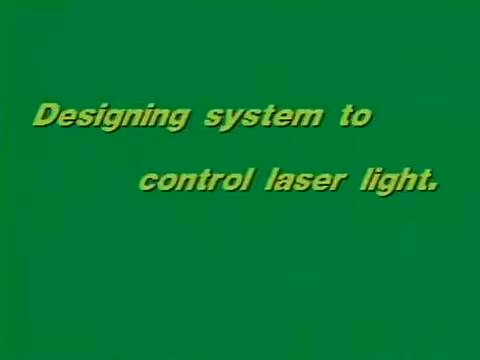 Designing system to
control laser light.